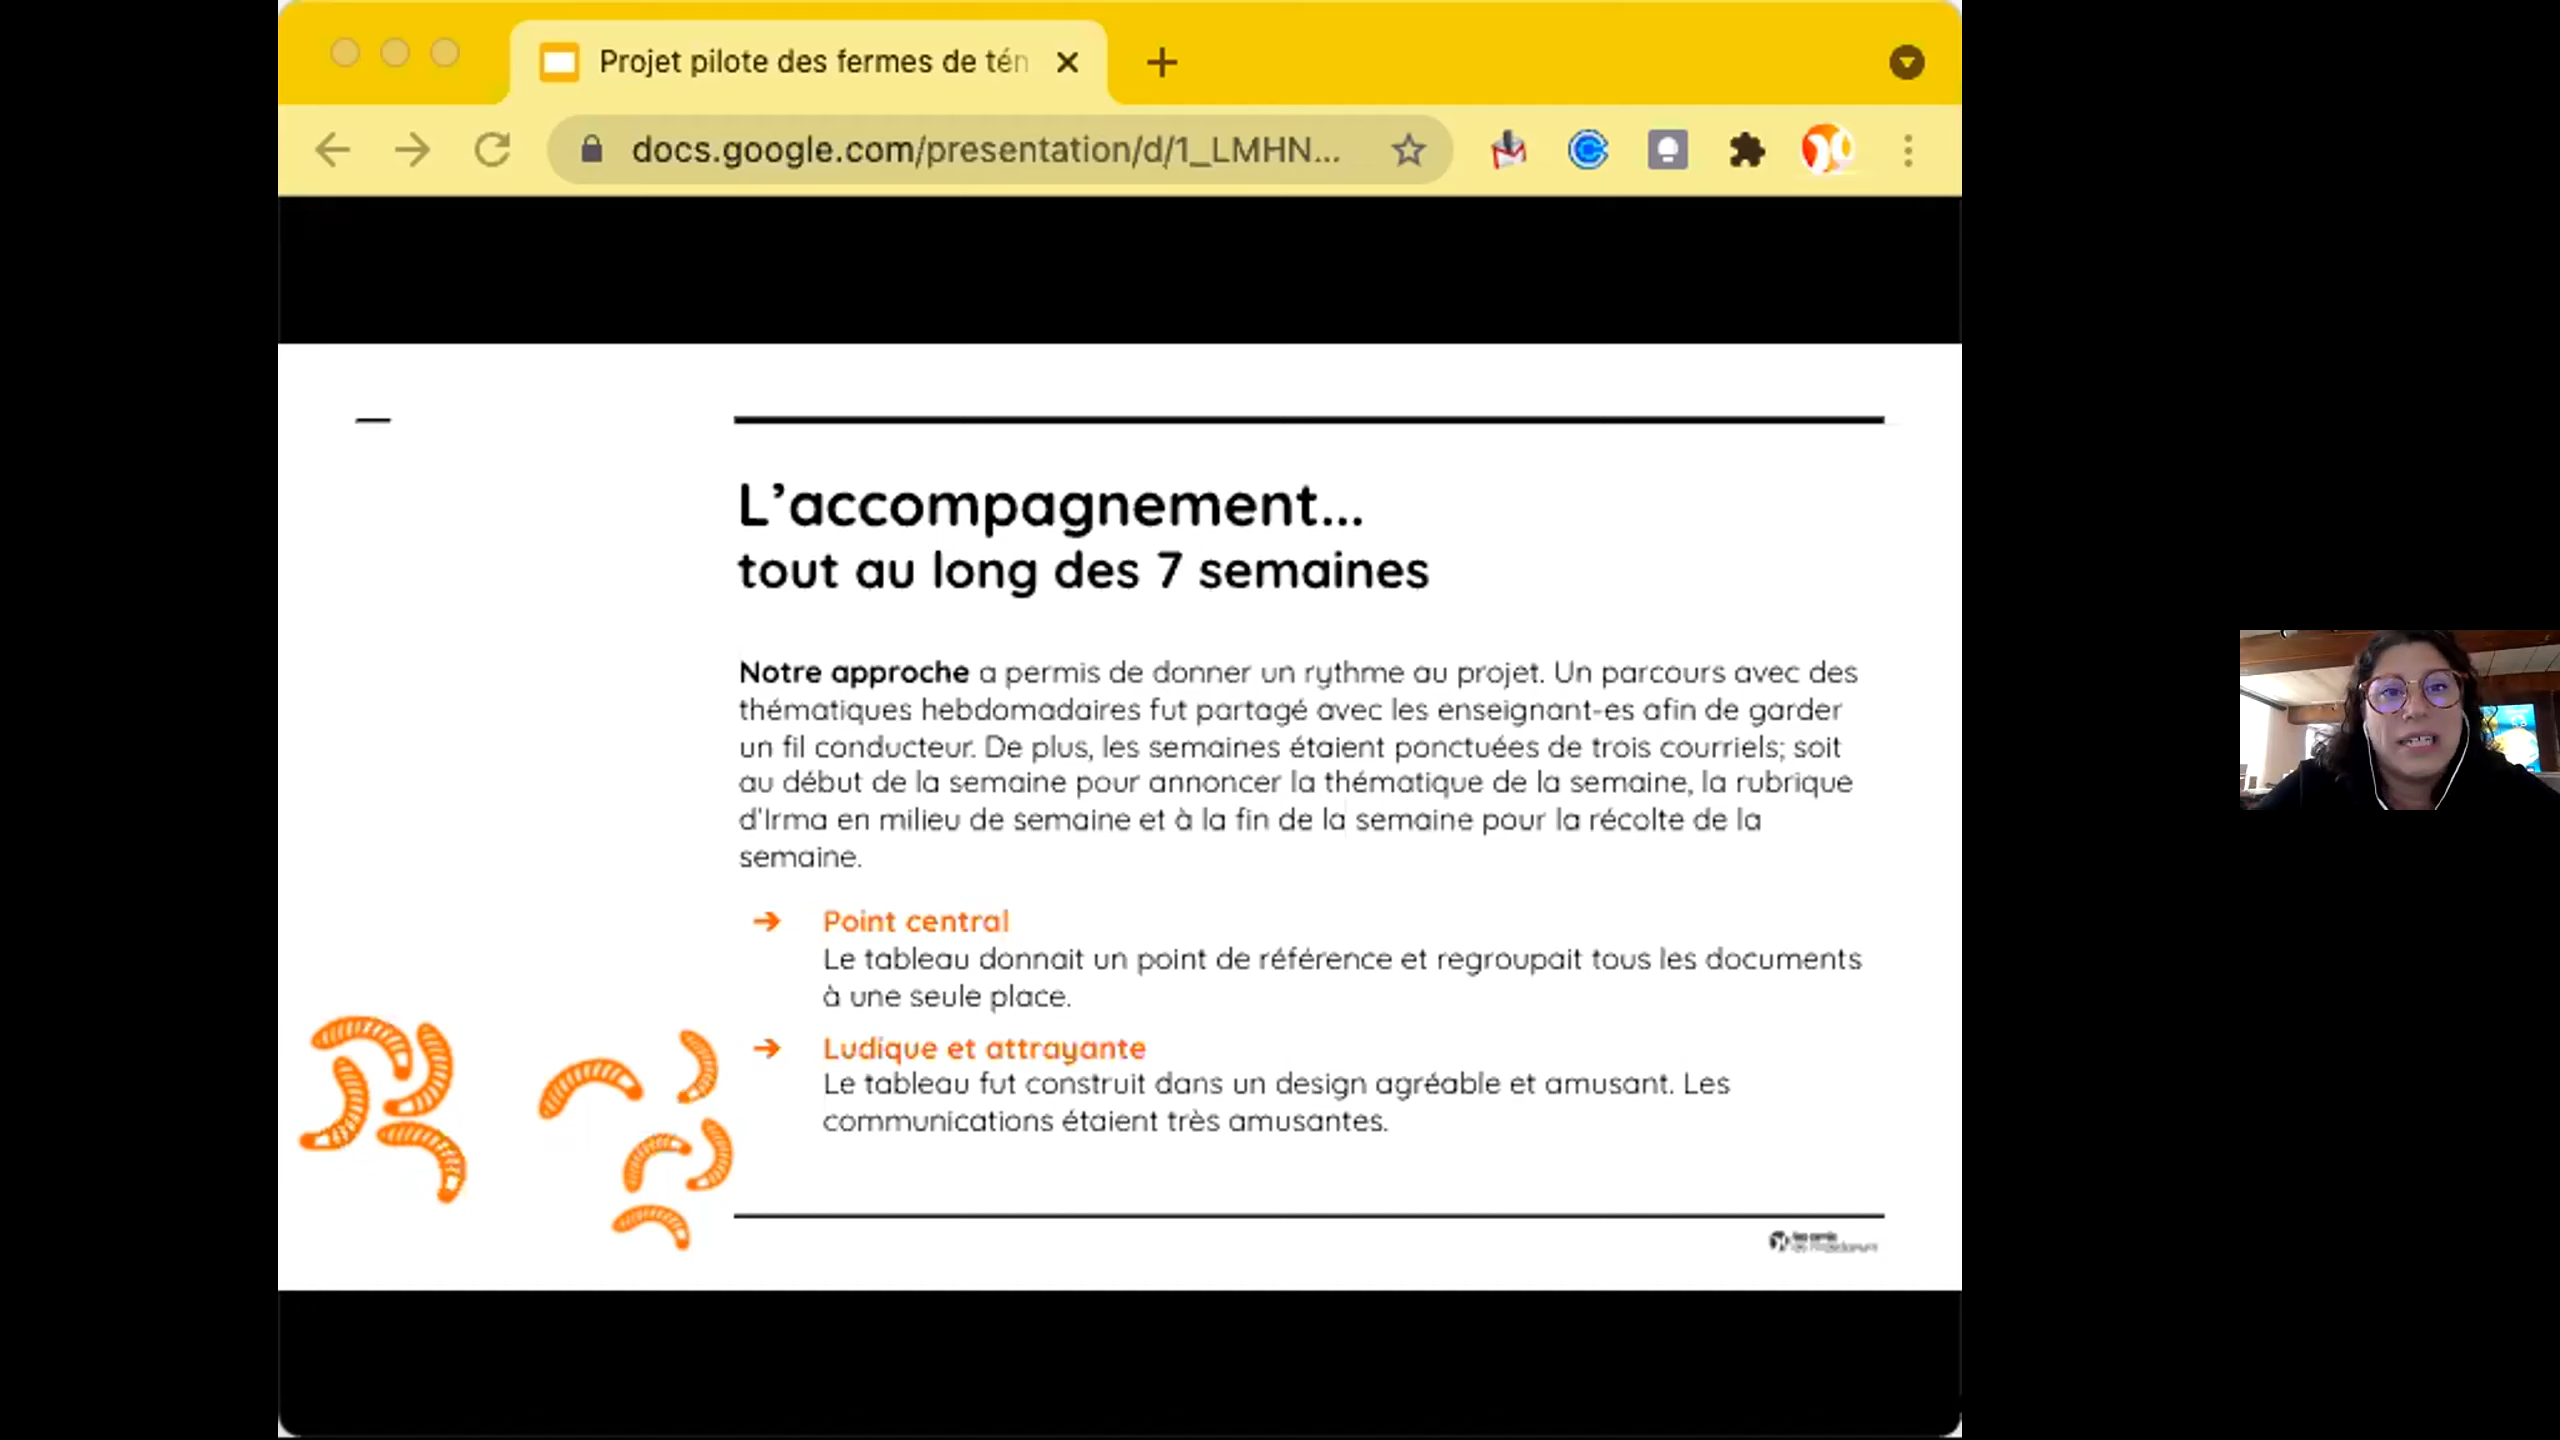 Projet pilote des fermes de tén
docs.google.com/presentation/d/1_LMHN...
L’accompagnement...
tout au long des 7 semaines
Notre approche a permis de donner un rythme au projet. Un parcours avec des
thématiques hebdomadaires fut partagé avec les enseignant-es afin de garder
un fil conducteur. De plus, les semaines étaient ponctuées de trois courriels; soit
au début de la semaine pour annoncer la thématique de la semaine, la rubrique
d'Irma en milieu de semaine et à la fin de la semaine pour la récolte de la
semaine.
➔ Point central
Le tableau donnait un point de référence et regroupait tous les documents
à une seule place.
➔ Ludique et attrayante
Le tableau fut construit dans un design agréable et amusant. Les
communications étaient très amusantes.